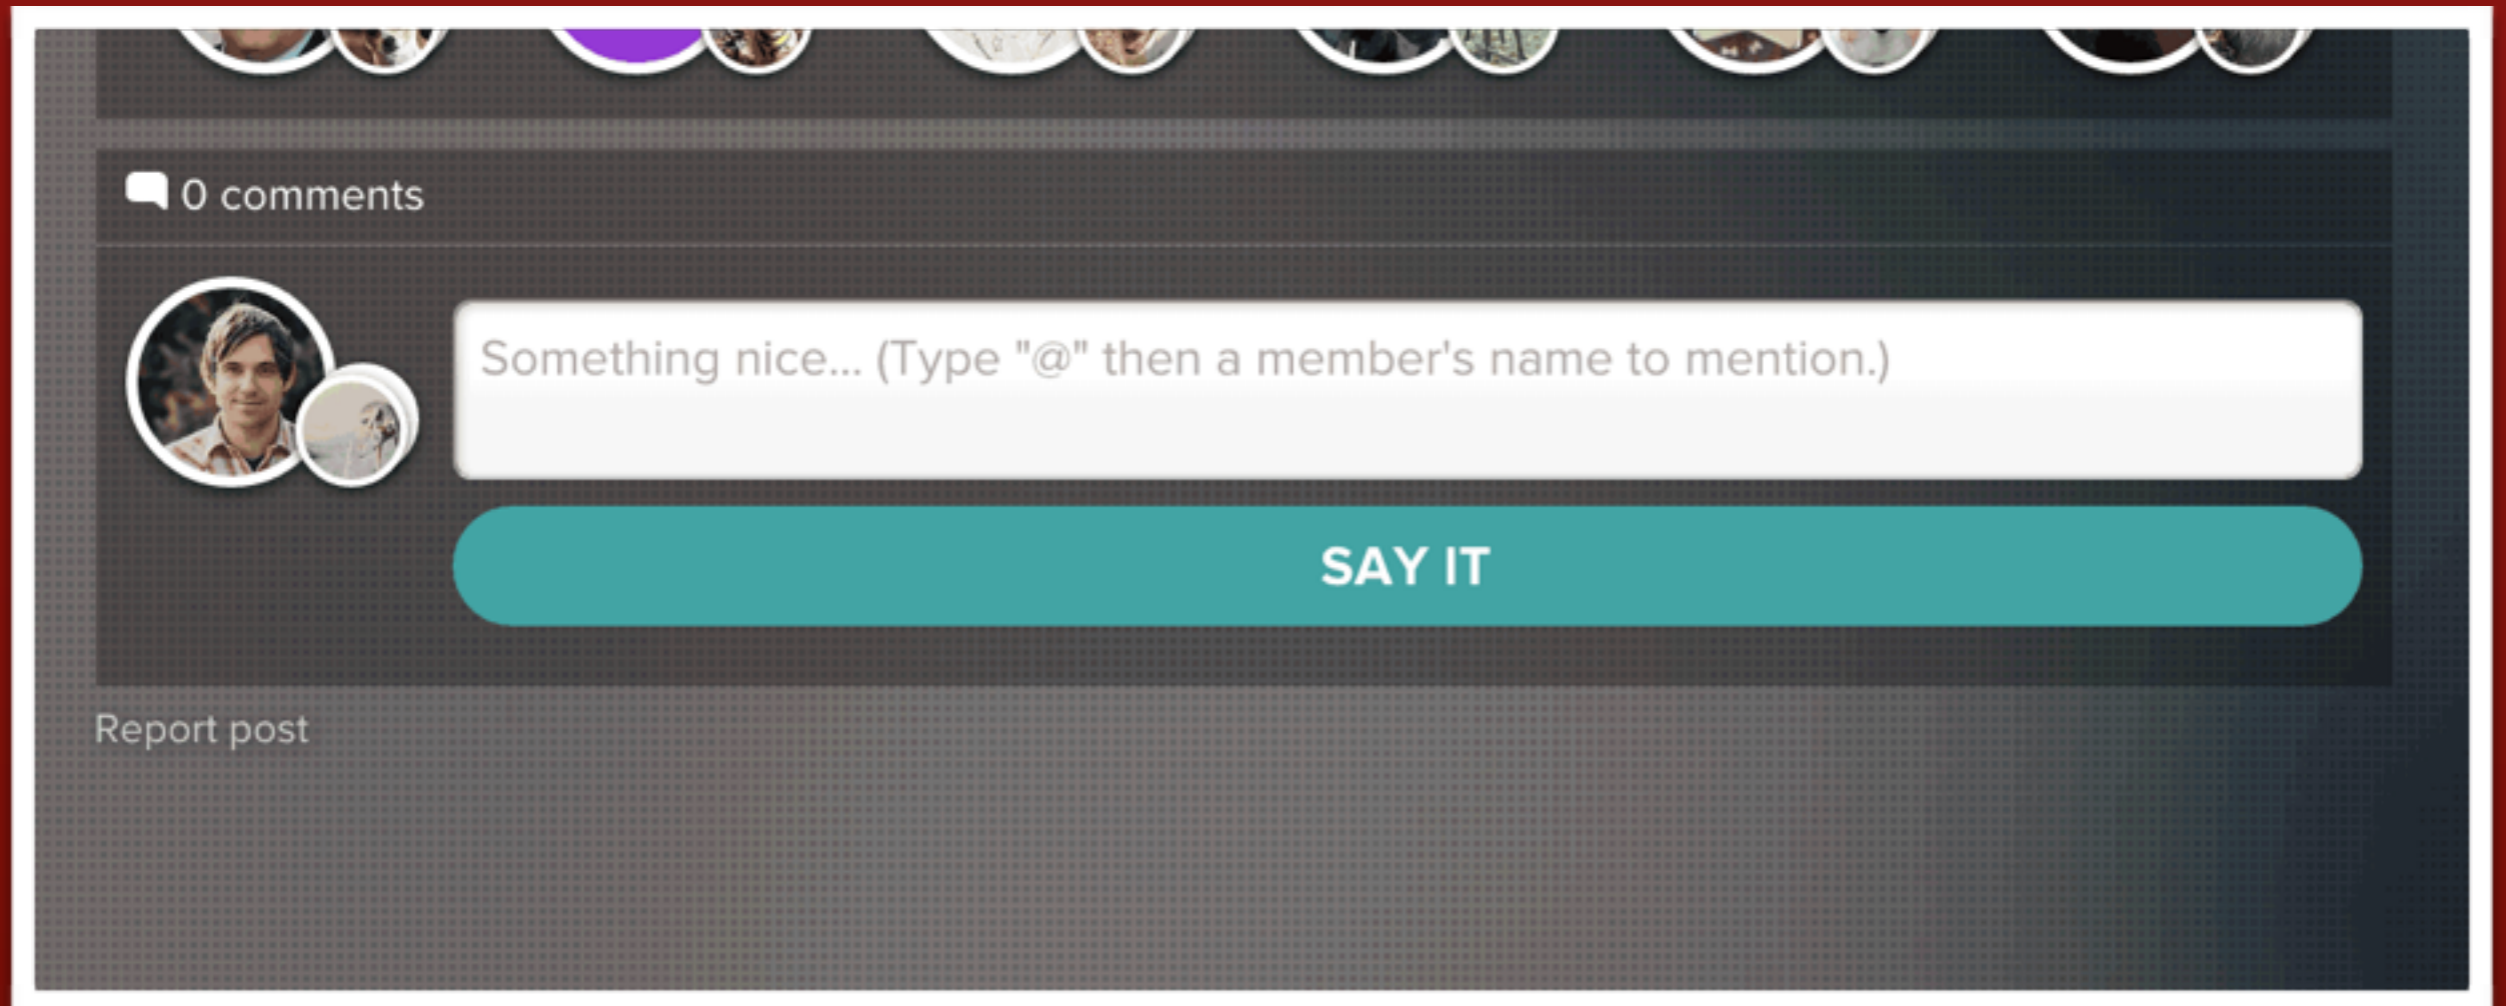 0 comments
Something nice... (Type "@" then a member's name to mention.)
SAY IT
Report post